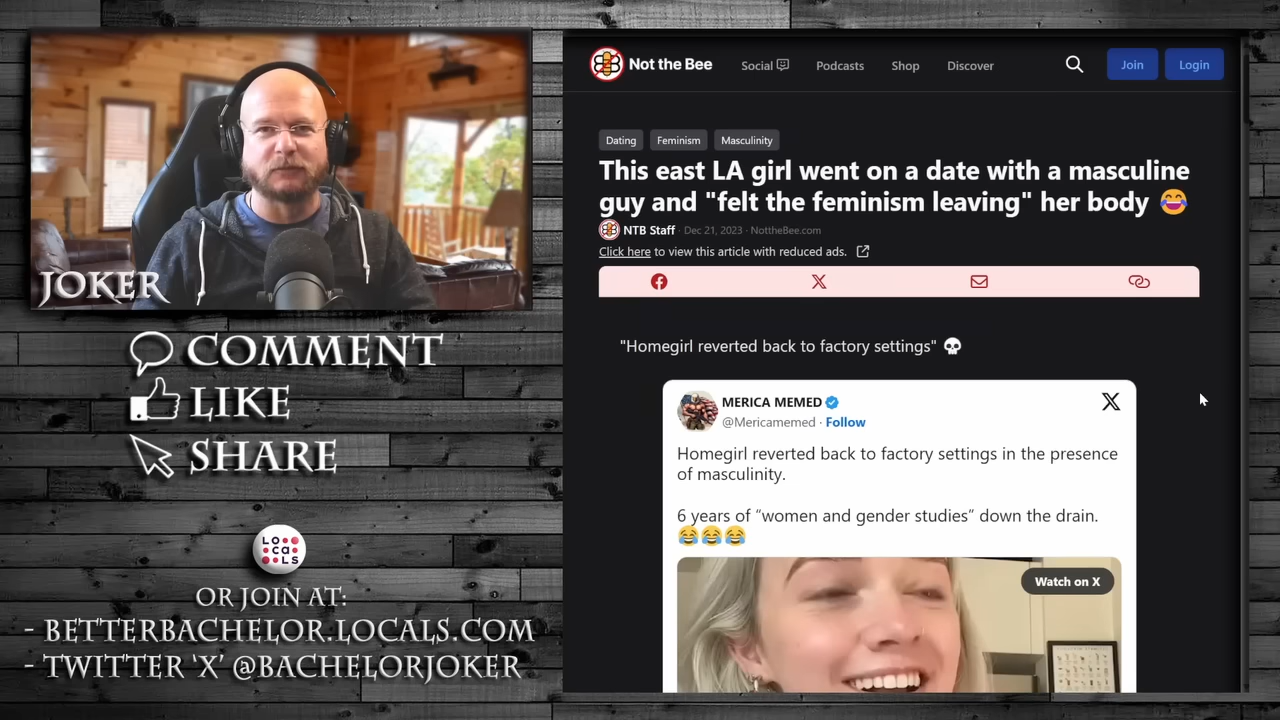 JOKER
COMMENT
LIKE
SHARE
LOcaLS
OR JOIN AT:
- BETTERBACHELOR.LOCALS.COM
- TWITTER 'X' @BACHELORJOKER
Not the Bee
Social
Podcasts
Shop
Discover
Join
Login
Dating
Feminism
Masculinity
This east LA girl went on a date with a masculine
guy and "felt the feminism leaving" her body 😂
NTB Staff · Dec 21, 2023 · NottheBee.com
Click here to view this article with reduced ads.
"Homegirl reverted back to factory settings" 💀
MERICA MEMED
@Mericamemed · Follow
Homegirl reverted back to factory settings in the presence
of masculinity.
6 years of “women and gender studies” down the drain.
😂😂😂
Watch on X